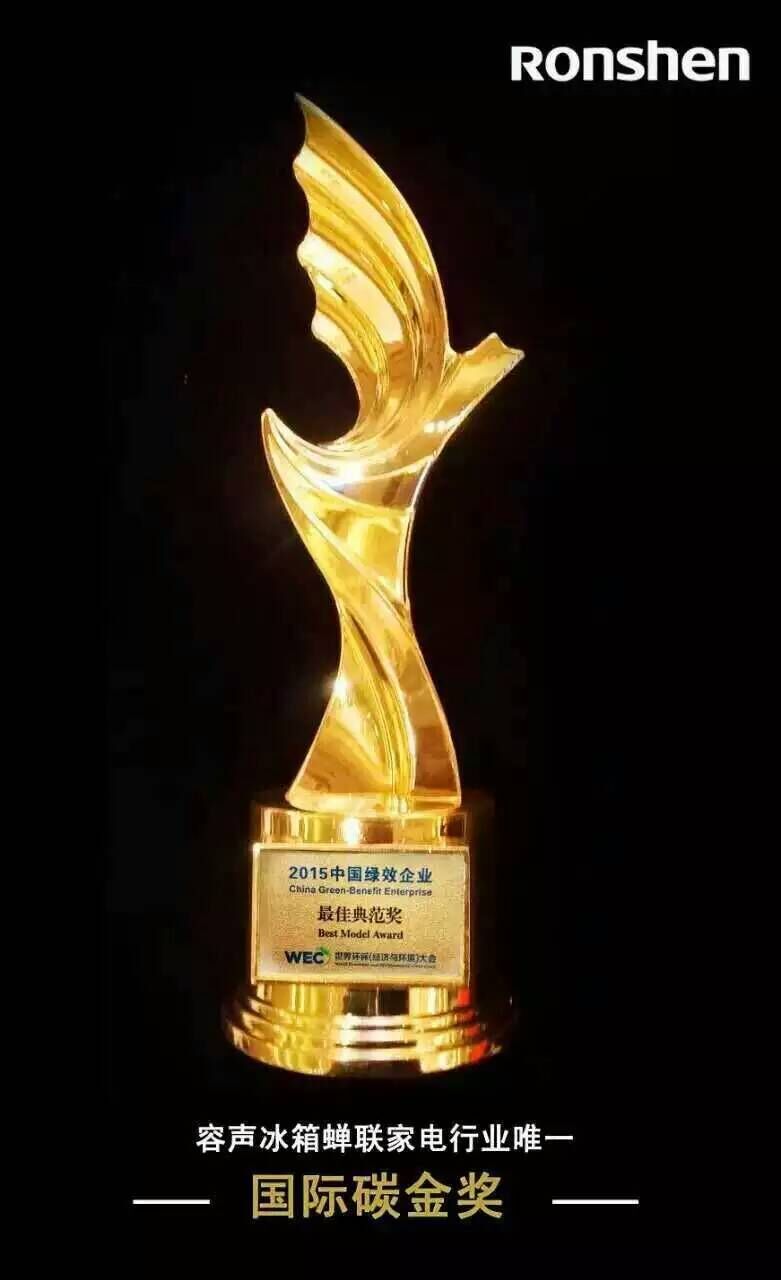 Ronshen
2015中国绿效企业
China Green-Benefit Enterprise
最佳典范奖
Best Model Award
WEC 世界环保(经济与环境)大会
容声冰箱蝉联家电行业唯一
国际碳金奖